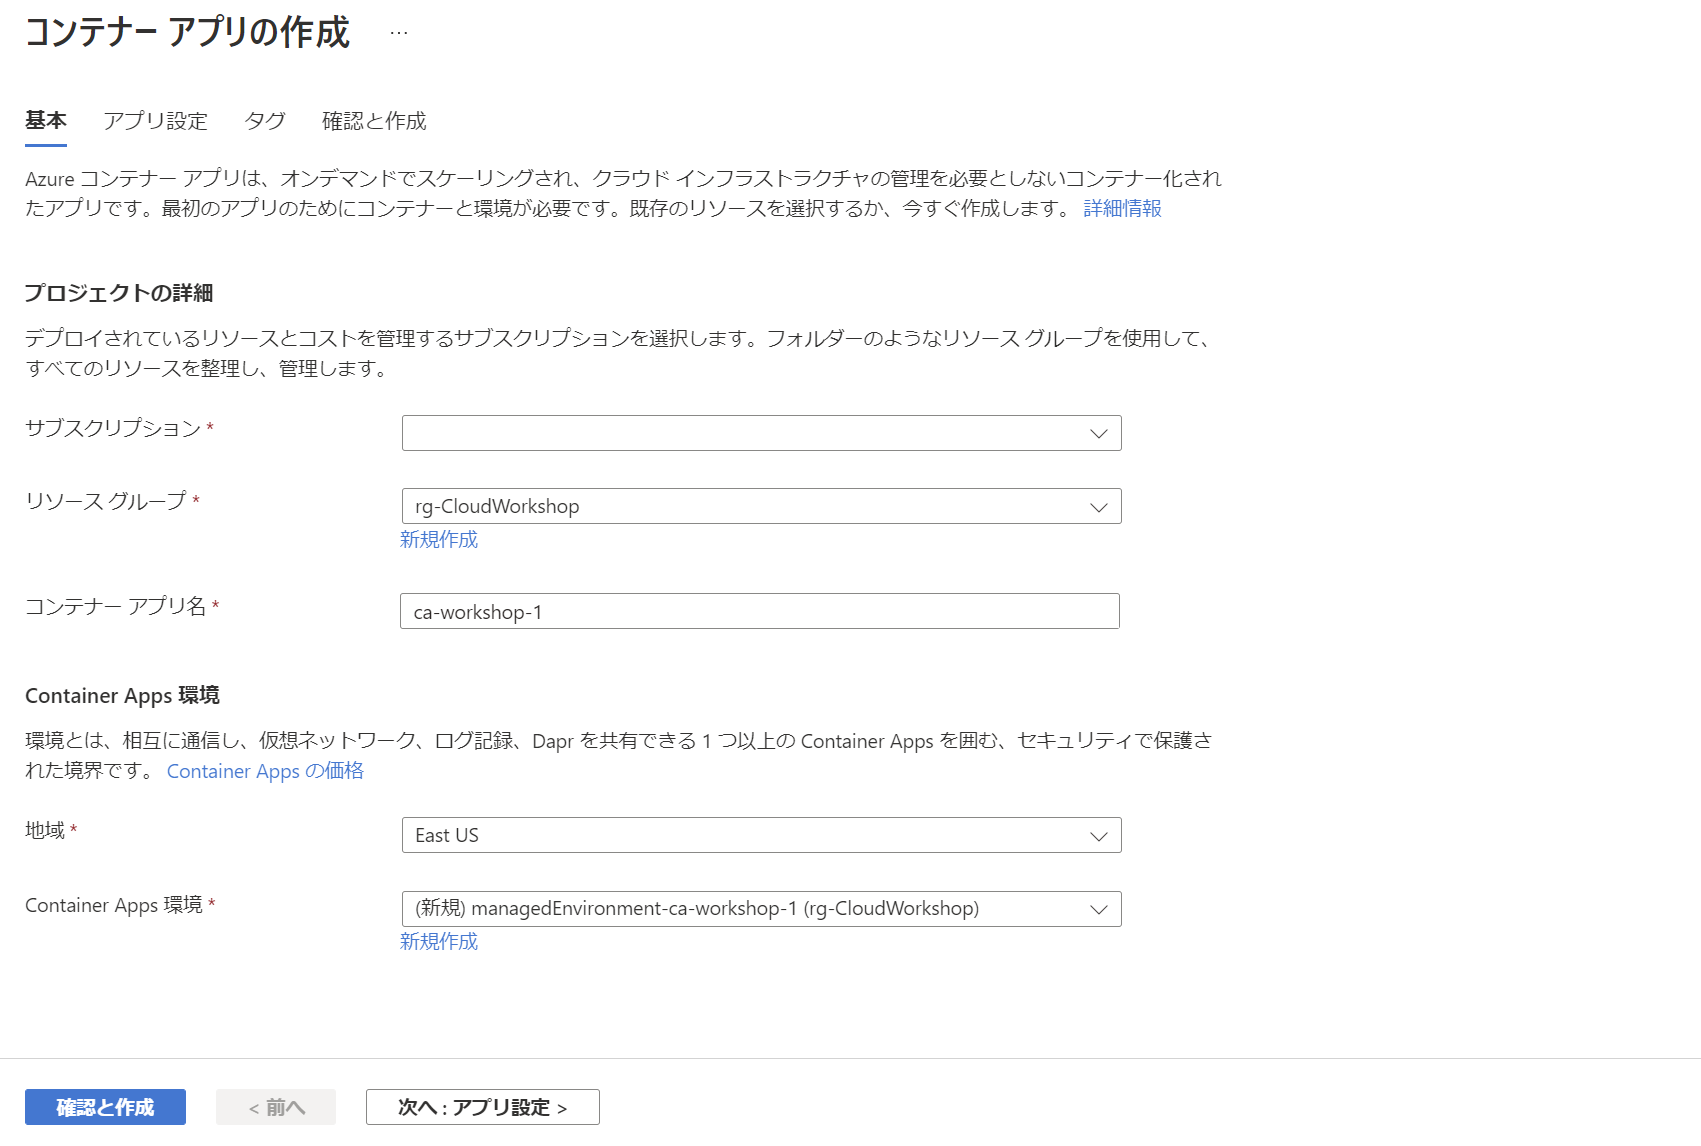 コンテナー アプリの作成 …
基本 アプリ設定 タグ 確認と作成
Azure コンテナー アプリは、オンデマンドでスケーリングされ、クラウド インフラストラクチャの管理を必要としないコンテナー化され
たアプリです。最初のアプリのためにコンテナーと環境が必要です。既存のリソースを選択するか、今すぐ作成します。 詳細情報
プロジェクトの詳細
デプロイされているリソースとコストを管理するサブスクリプションを選択します。フォルダーのようなリソース グループを使用して、
すべてのリソースを整理し、管理します。
サブスクリプション *
リソース グループ * rg-CloudWorkshop
新規作成
コンテナー アプリ名 * ca-workshop-1
Container Apps 環境
環境とは、相互に通信し、仮想ネットワーク、ログ記録、Dapr を共有できる 1 つ以上の Container Apps を囲む、セキュリティで保護さ
れた境界です。 Container Apps の価格
地域 * East US
Container Apps 環境 * (新規) managedEnvironment-ca-workshop-1 (rg-CloudWorkshop)
新規作成
確認と作成 < 前へ 次へ : アプリ設定 >